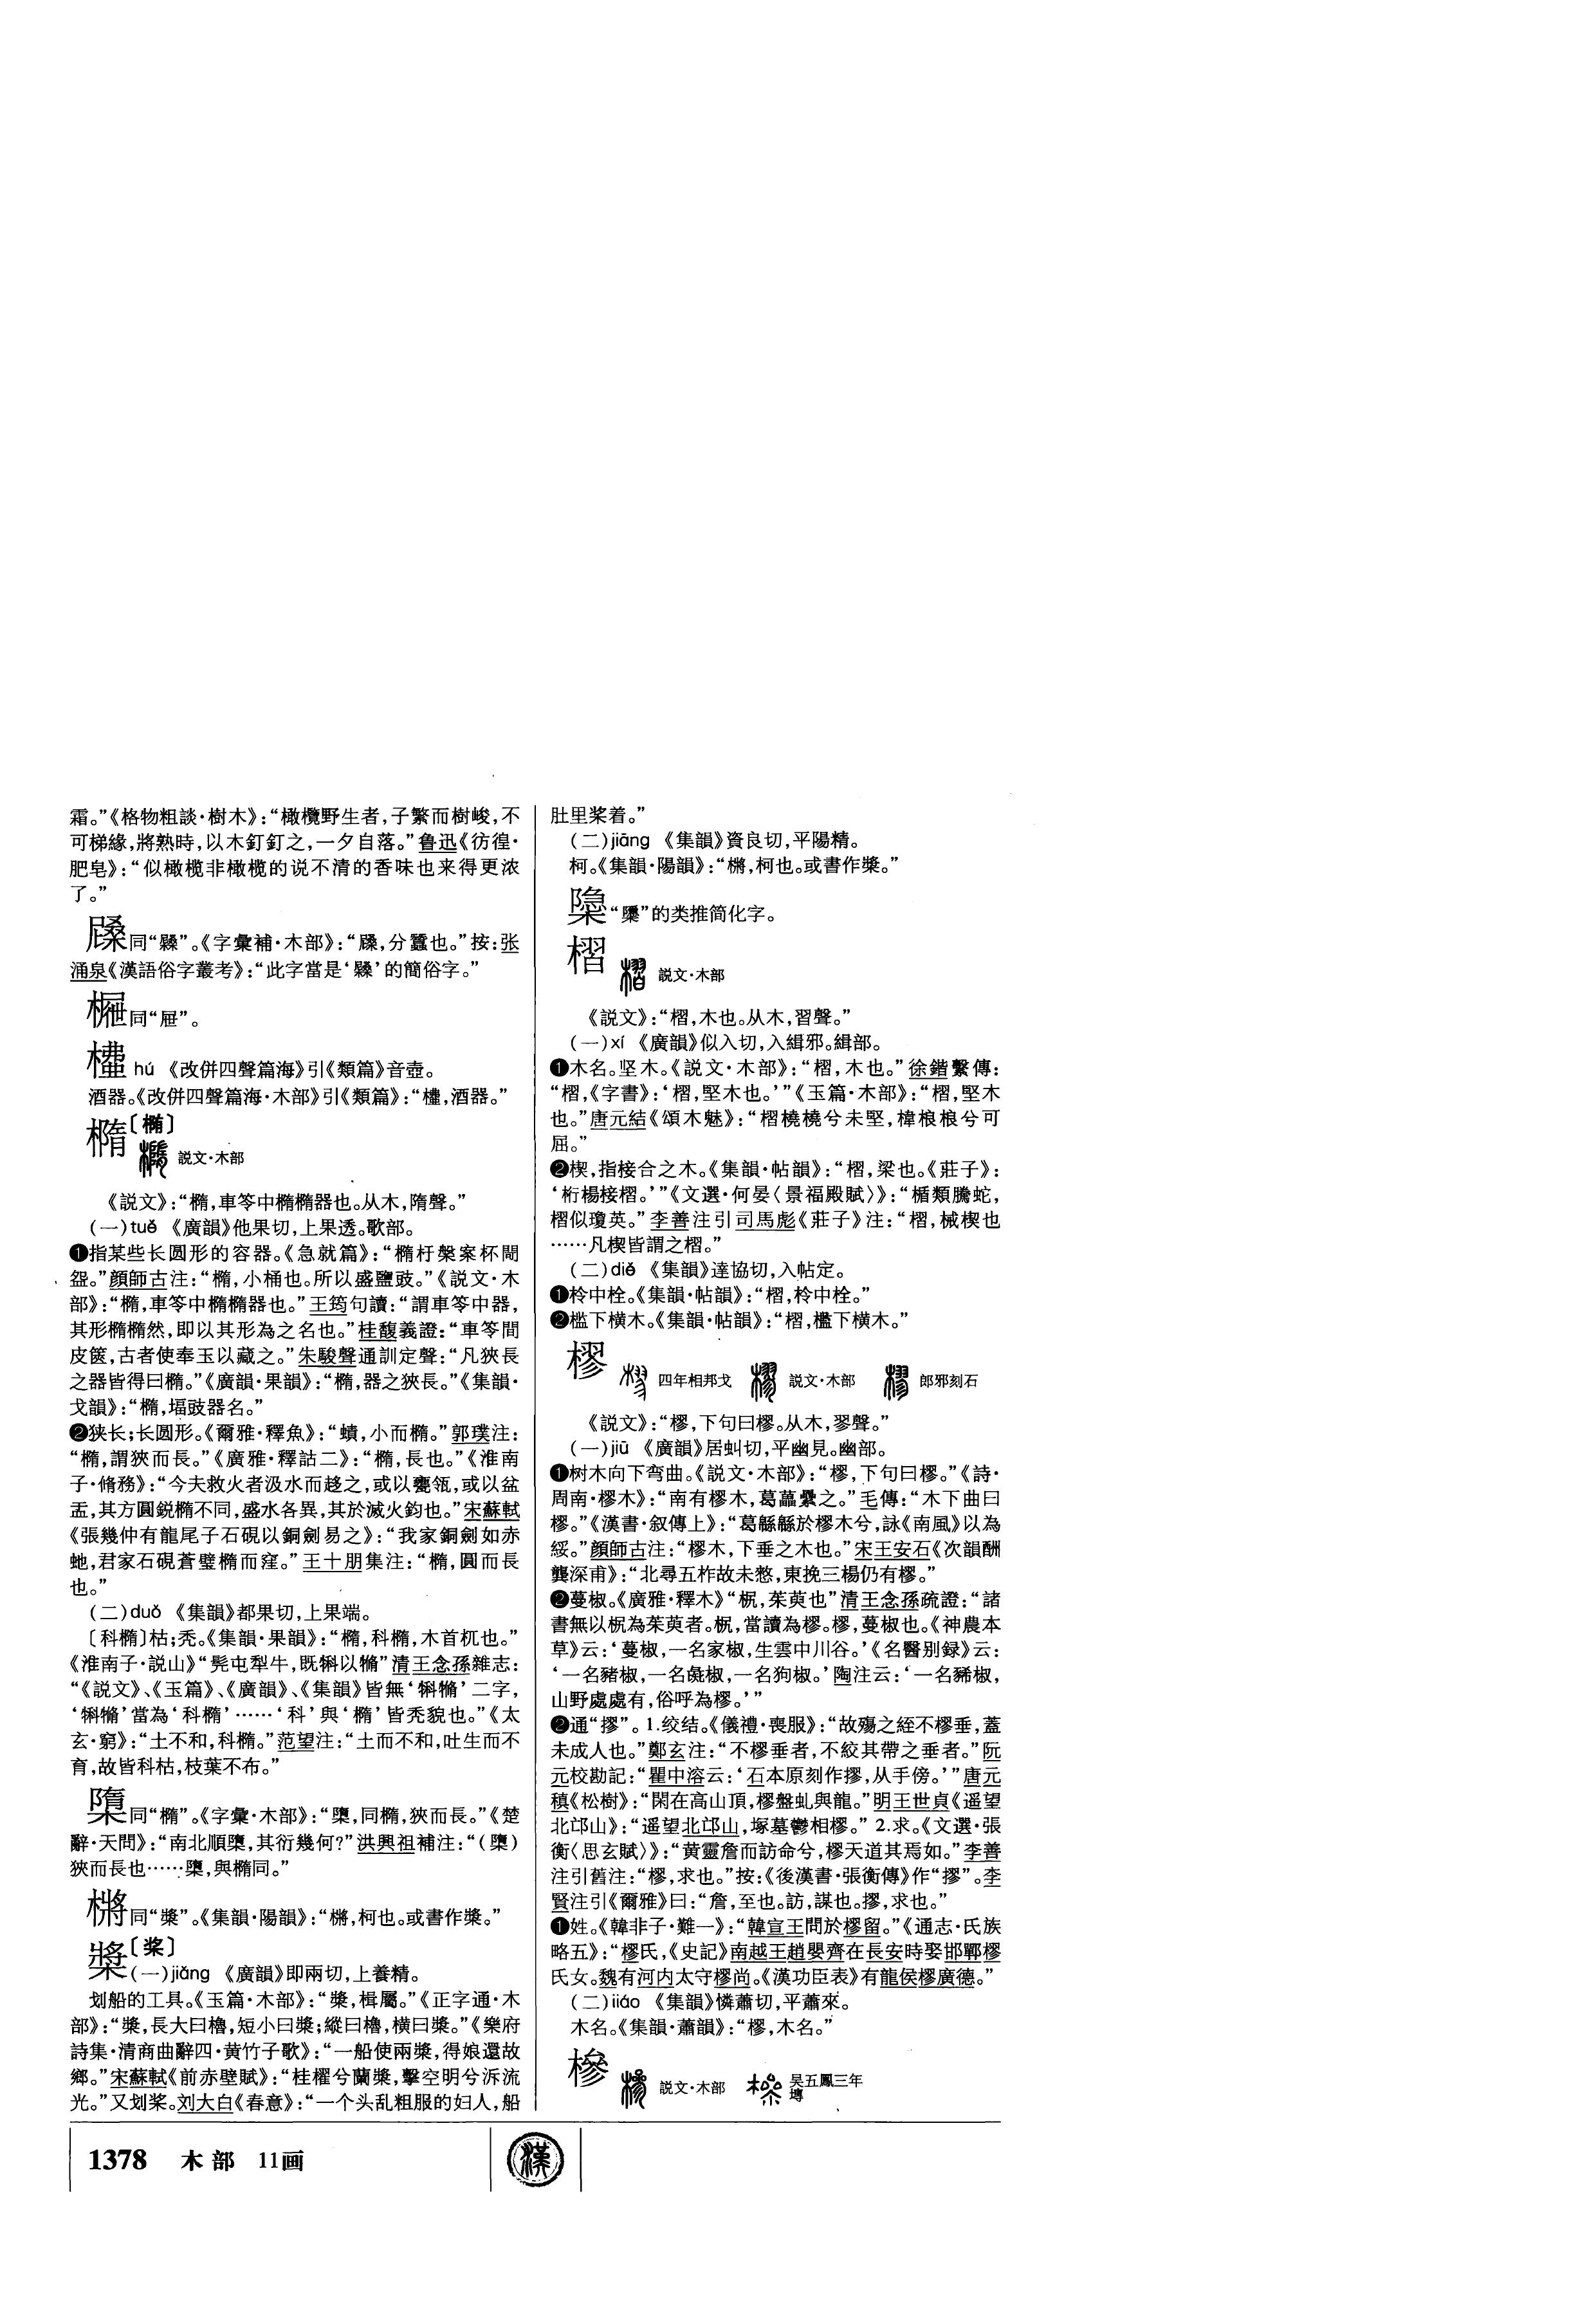 霜。”《格物粗談·樹木》：“橄欖野生者，子繁而樹峻，不
可梯緣，將熟時，以木釘釘之，一夕自落。”鲁迅《彷徨·
肥皂》：“似橄榄非橄榄的说不清的香味也来得更浓
了。”
同“”。《字彙補·木部》：“，分蠶也。”按：张
涌泉《漢語俗字叢考》：“此字當是‘’的簡俗字。”
同“屉”。
hú 《改併四聲篇海》引《類篇》音壺。
酒器。《改併四聲篇海·木部》引《類篇》：“，酒器。”
橢〔椭〕
説文·木部
《説文》：“橢，車笭中橢橢器也。从木，隋聲。”
(一)tuǒ 《廣韻》他果切，上果透。歌部。
❶指某些长圆形的容器。《急就篇》：“橢杅槃案杯閜
盌。”顔師古注：“橢，小桶也。所以盛鹽豉。”《説文·木
部》：“橢，車笭中橢橢器也。”王筠句讀：“謂車笭中器，
其形橢橢然，即以其形為之名也。”桂馥義證：“車笭間
皮篋，古者使奉玉以藏之。”朱駿聲通訓定聲：“凡狹長
之器皆得曰橢。”《廣韻·果韻》：“橢，器之狹長。”《集韻·
戈韻》：“橢，堛豉器名。”
❷狭长；长圆形。《爾雅·釋魚》：“蟦，小而橢。”郭璞注：
“橢，謂狹而長。”《廣雅·釋詁二》：“橢，長也。”《淮南
子·脩務》：“今夫救火者汲水而趍之，或以甕瓴，或以盆
盂，其方圓鋭橢不同，盛水各異，其於滅火鈞也。”宋蘇軾
《張幾仲有龍尾子石硯以銅劍易之》：“我家銅劍如赤
虵，君家石硯蒼璧橢而窪。”王十朋集注：“橢，圓而長
也。”
(二)duǒ 《集韻》都果切，上果端。
〔科橢〕枯；秃。《集韻·果韻》：“橢，科橢，木首杌也。”
《淮南子·説山》“髡屯犁牛，既㸯以㹎”清王念孫雜志：
“《説文》、《玉篇》、《廣韻》、《集韻》皆無‘㸯㹎’二字，
‘㸯㹎’當為‘科橢’……‘科’與‘橢’皆秃貌也。”《太
玄·窮》：“土不和，科橢。”范望注：“土而不和，吐生而不
育，故皆科枯，枝葉不布。”
同“橢”。《字彙·木部》：“，同橢，狹而長。”《楚
辭·天問》：“南北順，其衍幾何？”洪興祖補注：“()
狹而長也……，與橢同。”
同“槳”。《集韻·陽韻》：“，柯也。或書作槳。”
槳〔桨〕
(一)jiǎng 《廣韻》即兩切，上養精。
划船的工具。《玉篇·木部》：“槳，楫屬。”《正字通·木
部》：“槳，長大曰櫓，短小曰槳；縱曰櫓，横曰槳。”《樂府
詩集·清商曲辭四·黄竹子歌》：“一船使兩槳，得娘還故
鄉。”宋蘇軾《前赤壁賦》：“桂櫂兮蘭槳，擊空明兮泝流
光。”又划桨。刘大白《春意》：“一个头乱粗服的妇人，船
肚里桨着。”
(二)jiāng 《集韻》資良切，平陽精。
柯。《集韻·陽韻》：“，柯也。或書作槳。”
“櫽”的类推简化字。
槢
説文·木部
《説文》：“槢，木也。从木，習聲。”
(一)xí 《廣韻》似入切，入緝邪。緝部。
❶木名。坚木。《説文·木部》：“槢，木也。”徐鍇繫傳：
“槢，《字書》：‘槢，堅木也。’”《玉篇·木部》：“槢，堅木
也。”唐元結《頌木魅》：“槢橈橈兮未堅，椲桹桹兮可
屈。”
❷楔，指接合之木。《集韻·帖韻》：“槢，梁也。《莊子》：
‘桁楊接槢。’”《文選·何晏〈景福殿賦〉》：“楯類騰蛇，
槢似瓊英。”李善注引司馬彪《莊子》注：“槢，械楔也
……凡楔皆謂之槢。”
(二)dié 《集韻》達協切，入帖定。
❶柃中栓。《集韻·帖韻》：“槢，柃中栓。”
❷槛下横木。《集韻·帖韻》：“槢，檻下横木。”
樛
四年相邦戈 説文·木部 郎邪刻石
《説文》：“樛，下句曰樛。从木，翏聲。”
(一)jiū 《廣韻》居虯切，平幽見。幽部。
❶树木向下弯曲。《説文·木部》：“樛，下句曰樛。”《詩·
周南·樛木》：“南有樛木，葛藟纍之。”毛傳：“木下曲曰
樛。”《漢書·叙傳上》：“葛緜緜於樛木兮，詠《南風》以為
綏。”顔師古注：“樛木，下垂之木也。”宋王安石《次韻酬
龔深甫》：“北尋五柞故未憗，東挽三楊仍有樛。”
❷蔓椒。《廣雅·釋木》“棿，茱萸也”清王念孫疏證：“諸
書無以棿為茱萸者。棿，當讀為樛。樛，蔓椒也。《神農本
草》云：‘蔓椒，一名家椒，生雲中川谷。’《名醫别録》云：
‘一名豬椒，一名彘椒，一名狗椒。’陶注云：‘一名豨椒，
山野處處有，俗呼為樛。’”
❷通“摎”。1.绞结。《儀禮·喪服》：“故殤之絰不樛垂，蓋
未成人也。”鄭玄注：“不樛垂者，不絞其帶之垂者。”阮
元校勘記：“瞿中溶云：‘石本原刻作摎，从手傍。’”唐元
稹《松樹》：“閑在高山頂，樛盤虬與龍。”明王世貞《遥望
北邙山》：“遥望北邙山，塚墓鬱相樛。” 2.求。《文選·張
衡〈思玄賦〉》：“黄靈詹而訪命兮，樛天道其焉如。”李善
注引舊注：“樛，求也。”按：《後漢書·張衡傳》作“摎”。李
賢注引《爾雅》曰：“詹，至也。訪，謀也。摎，求也。”
❶姓。《韓非子·難一》：“韓宣王問於樛留。”《通志·氏族
略五》：“樛氏，《史記》南越王趙嬰齊在長安時娶邯鄲樛
氏女。魏有河内太守樛尚。《漢功臣表》有龍侯樛廣德。”
(二)iiáo 《集韻》憐蕭切，平蕭來。
木名。《集韻·蕭韻》：“樛，木名。”
槮
説文·木部 吴五鳳三年
塼
1378 木部 11画
漢